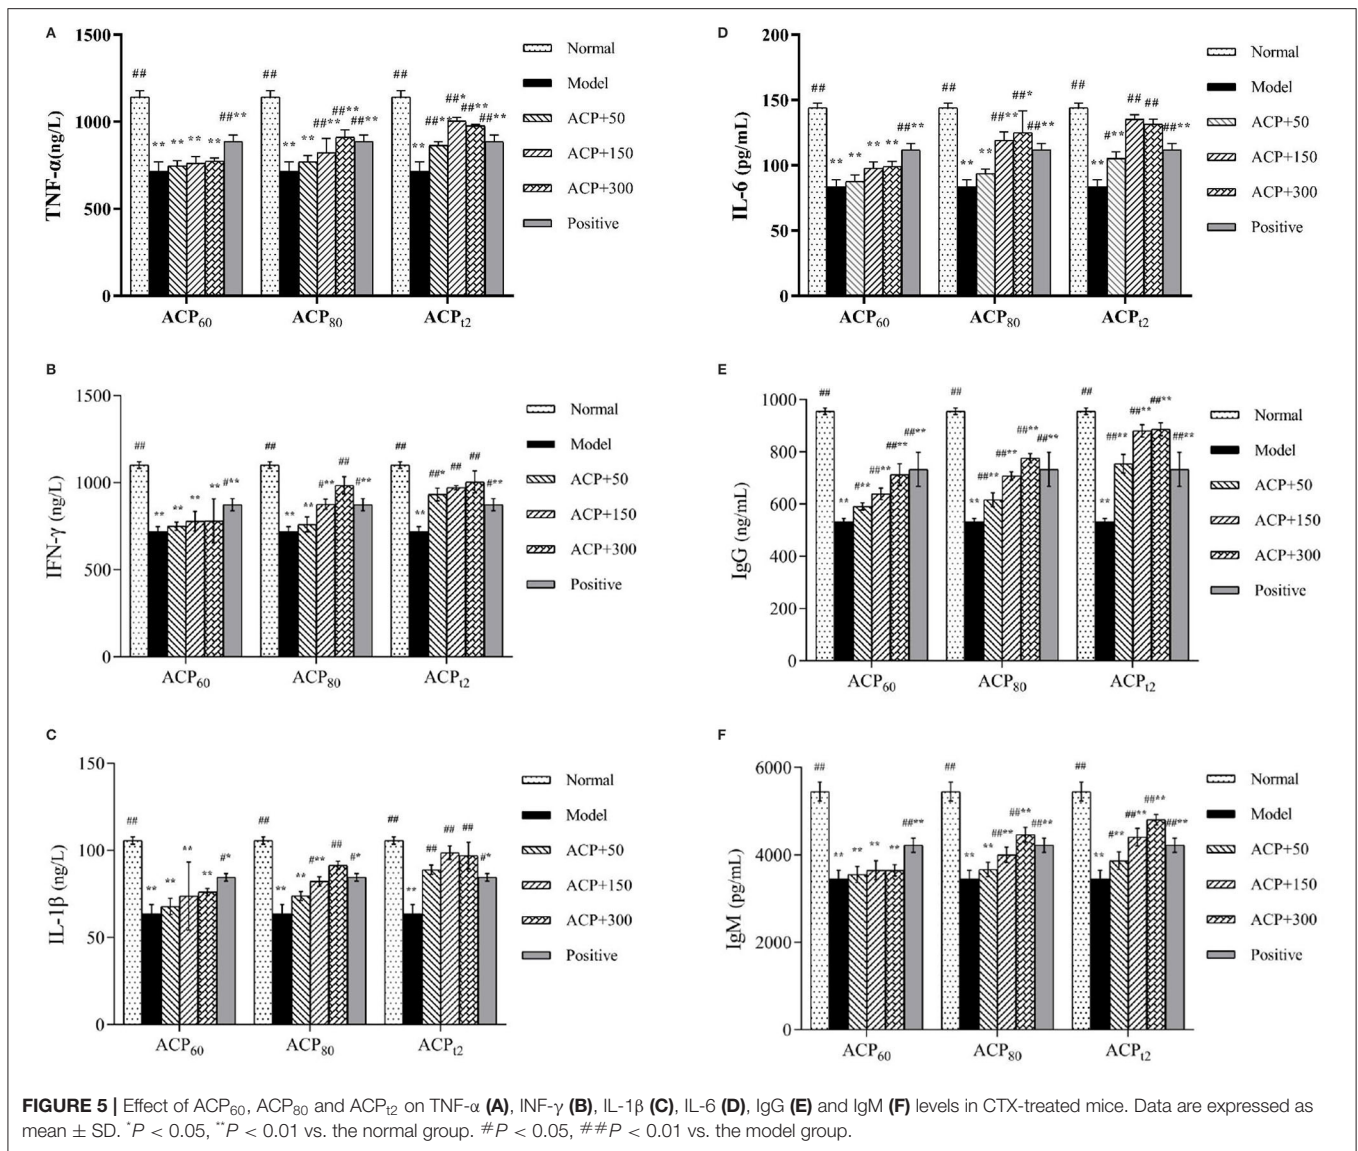 A
TNF-α(ng/L)
1500
1000
500
0
##
**
**
**
**
##**
##
**
**
##**
##**
##**
##
**
##**
##*
##**
##**
ACP60
ACP80
ACPt2
Normal
Model
ACP+50
ACP+150
ACP+300
Positive
D
IL-6 (pg/mL)
200
150
100
50
0
##
**
**
**
**
##**
##
**
**
##**
##*
##**
##
**
#**
##
##
##**
ACP60
ACP80
ACPt2
Normal
Model
ACP+50
ACP+150
ACP+300
Positive
B
IFN-γ (ng/L)
1500
1000
500
0
##
**
**
**
**
#**
##
**
**
#**
##
#**
##
**
##*
##
##
#**
ACP60
ACP80
ACPt2
Normal
Model
ACP+50
ACP+150
ACP+300
Positive
E
IgG (ng/mL)
1000
800
600
400
200
0
##
**
#**
##**
##**
##**
##
**
##**
##**
##**
##**
##
**
##**
##**
##**
##**
ACP60
ACP80
ACPt2
Normal
Model
ACP+50
ACP+150
ACP+300
Positive
C
IL-1β (ng/L)
150
100
50
0
##
**
**
**
**
#*
##
**
**
#**
##
#*
##
**
##
##
##
#*
ACP60
ACP80
ACPt2
Normal
Model
ACP+50
ACP+150
ACP+300
Positive
F
IgM (pg/mL)
6000
4000
2000
0
##
**
**
**
**
##**
##
**
**
##**
##**
##**
##
**
#**
##**
##**
##**
ACP60
ACP80
ACPt2
Normal
Model
ACP+50
ACP+150
ACP+300
Positive
FIGURE 5 | Effect of ACP60, ACP80 and ACPt2 on TNF-α (A), INF-γ (B), IL-1β (C), IL-6 (D), IgG (E) and IgM (F) levels in CTX-treated mice. Data are expressed as
mean ± SD. *P < 0.05, **P < 0.01 vs. the normal group. #P < 0.05, ##P < 0.01 vs. the model group.